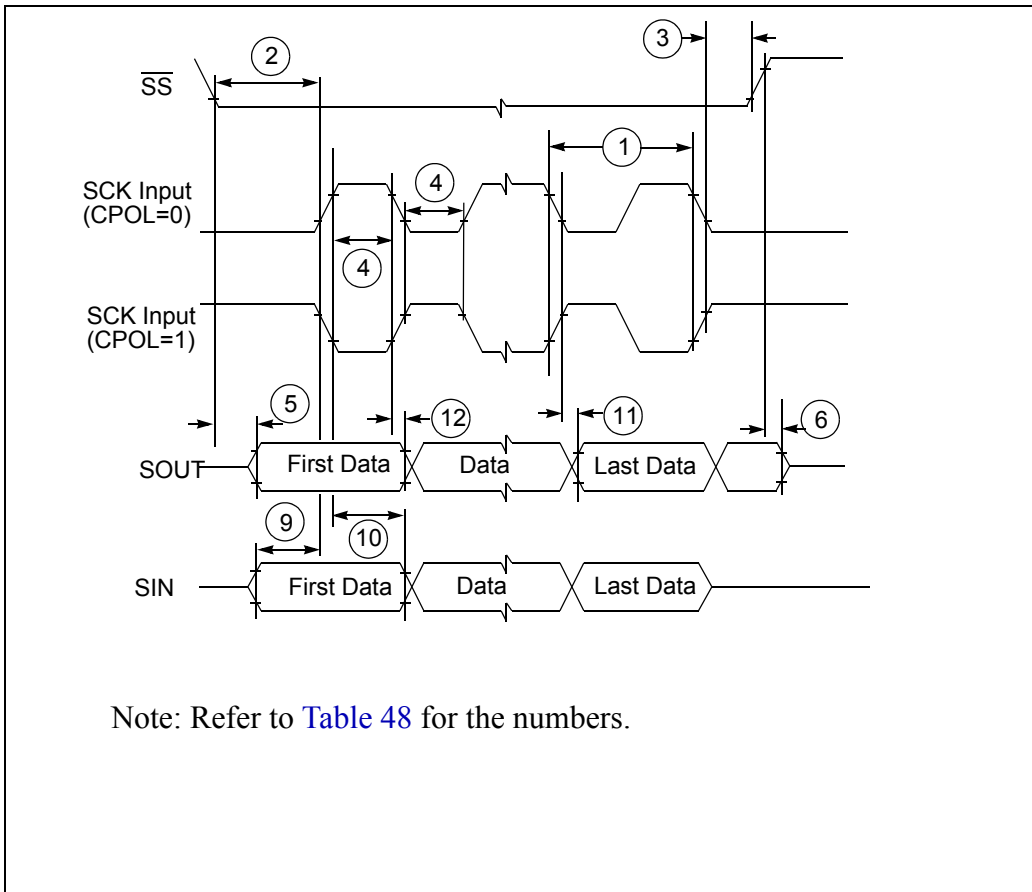 3
2
SS
1
SCK Input
(CPOL=0)
4
4
SCK Input
(CPOL=1)
5
12
11
6
SOUT
First Data
Data
Last Data
9
10
SIN
First Data
Data
Last Data
Note: Refer to Table 48 for the numbers.